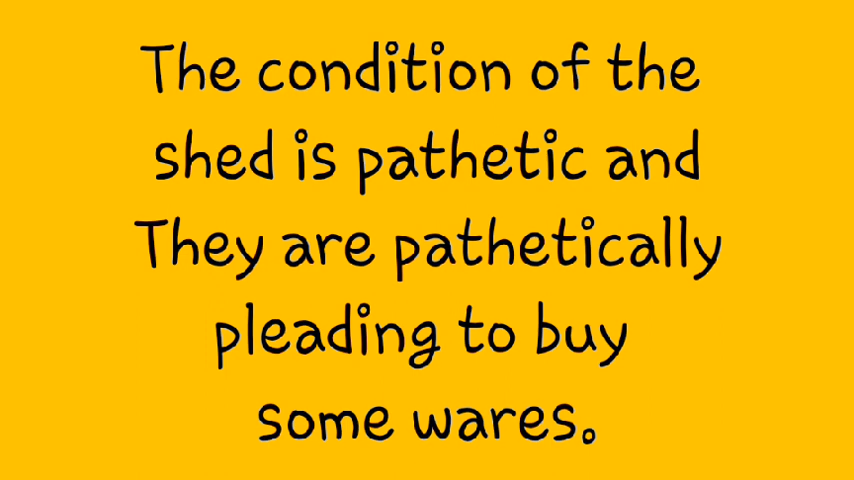 The condition of the
shed is pathetic and
They are pathetically
pleading to buy
some wares.